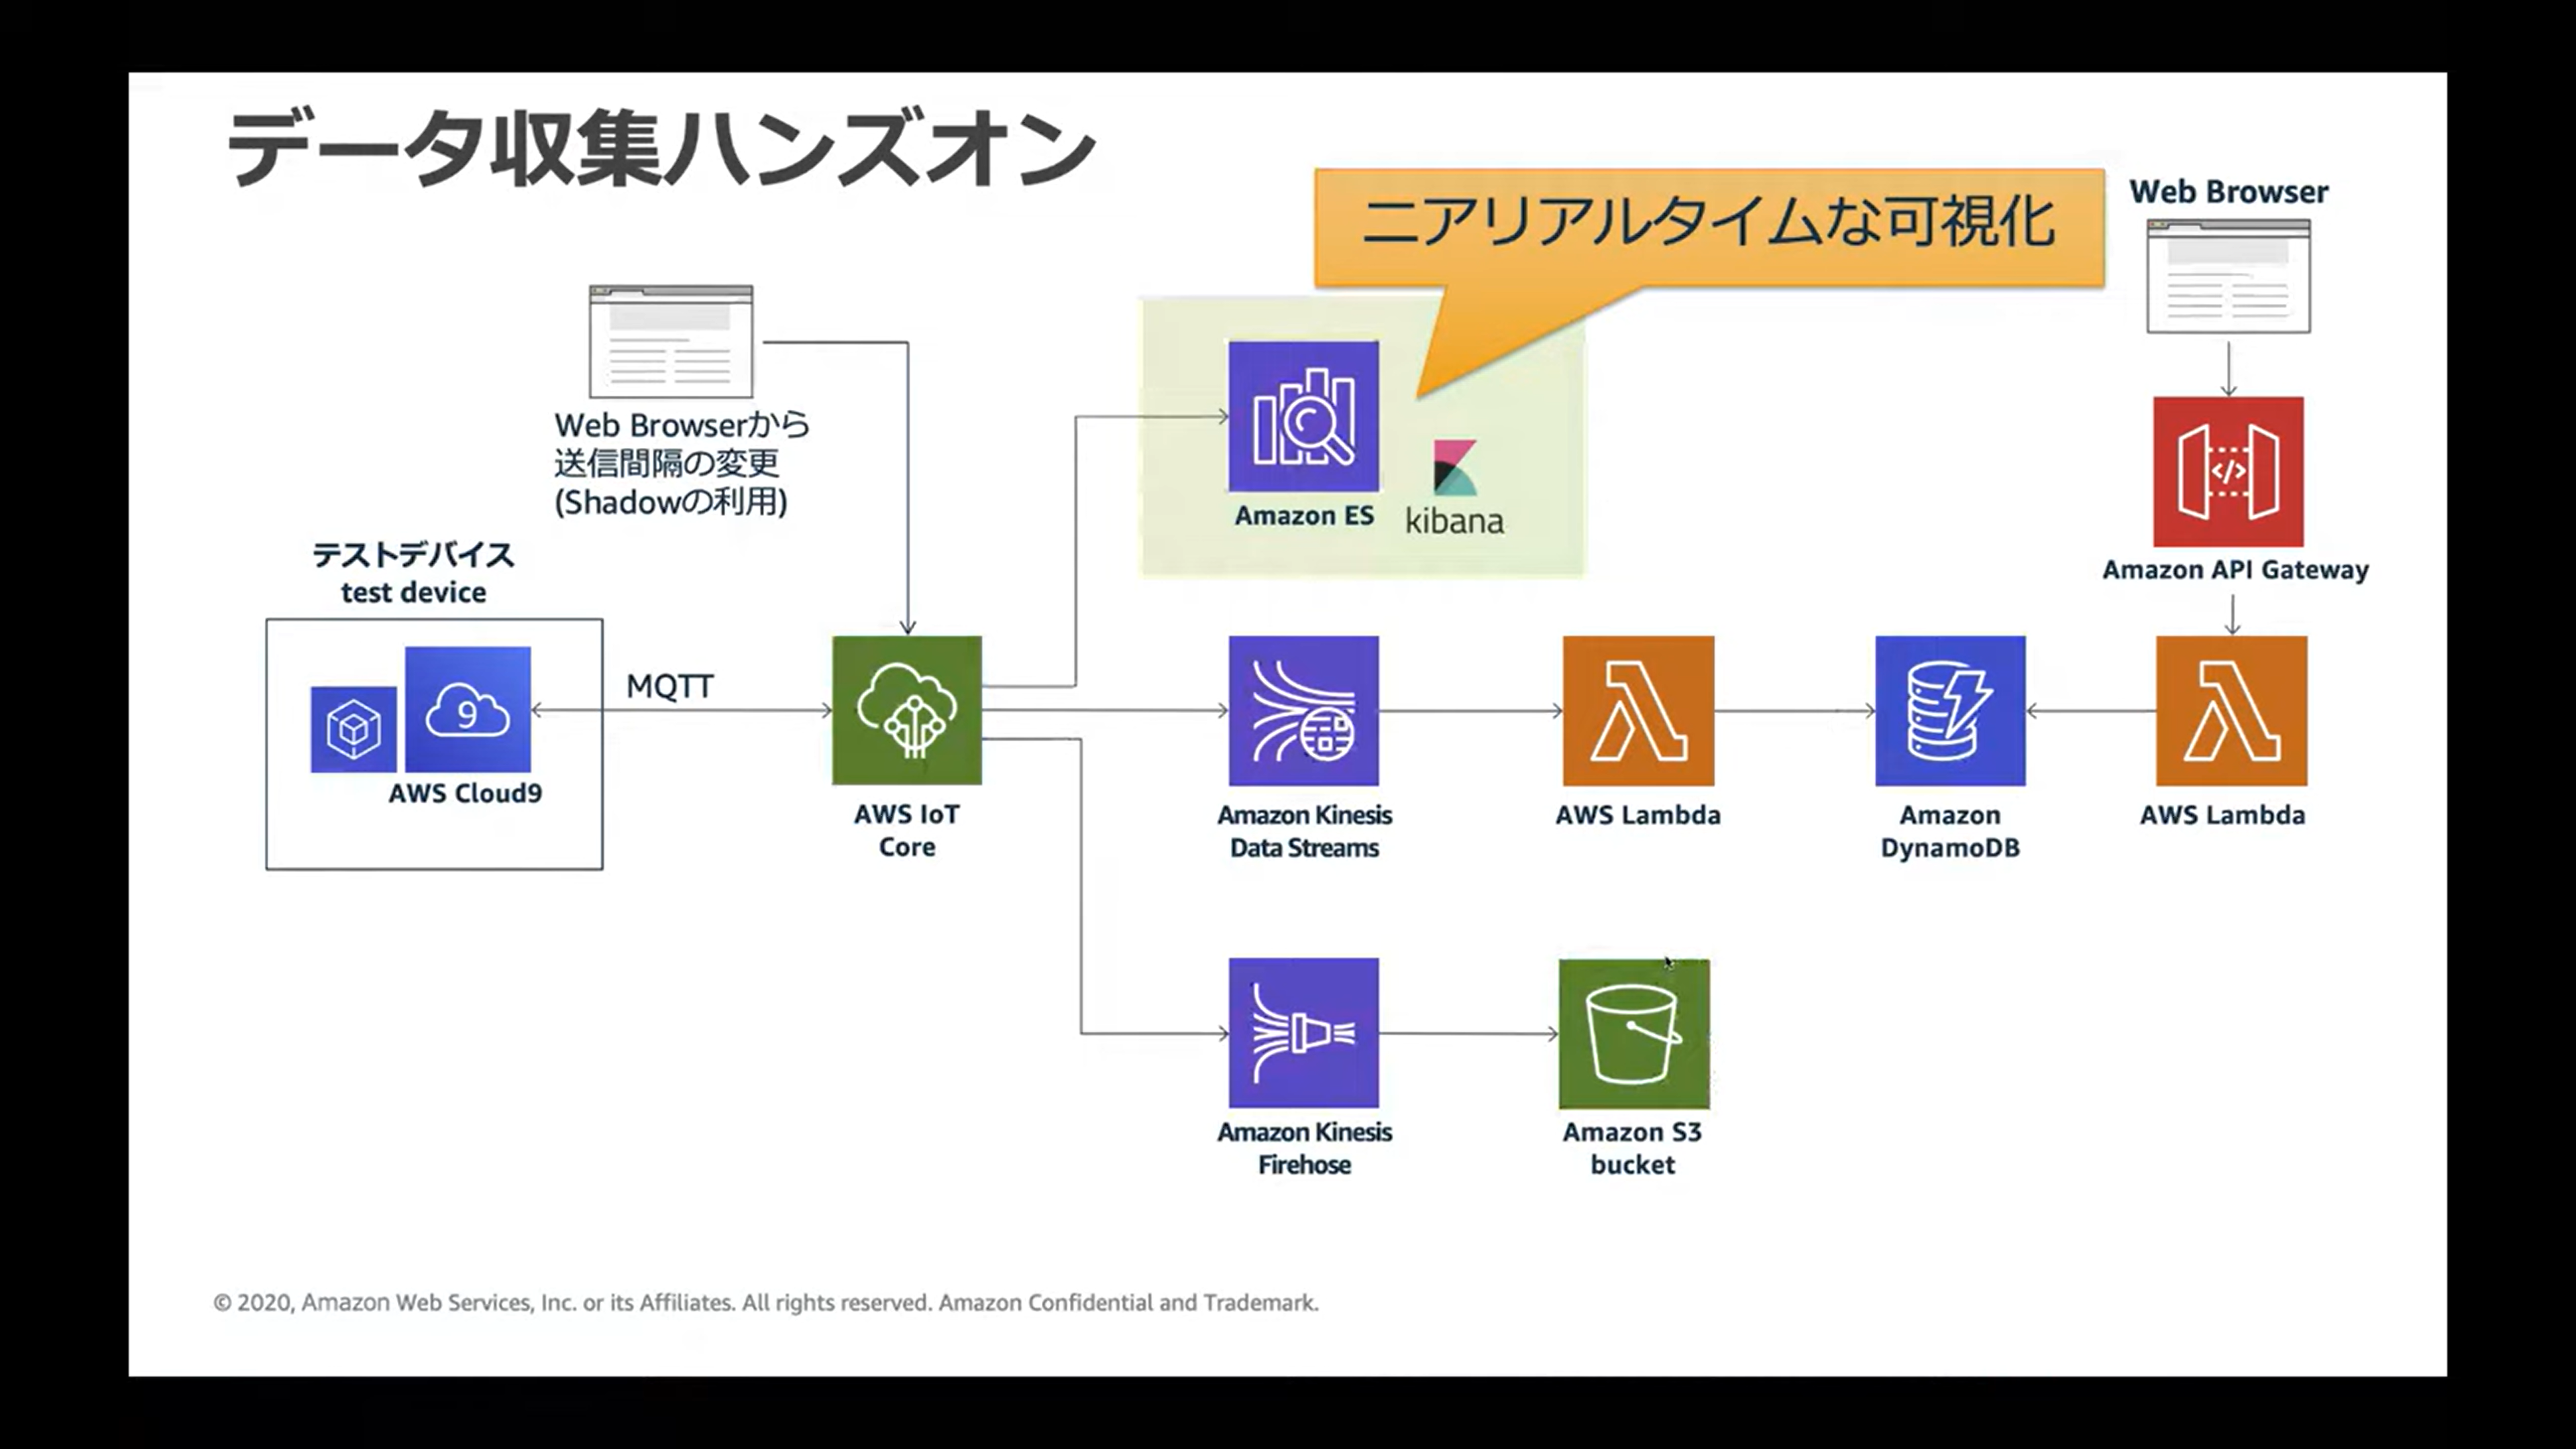 データ収集ハンズオン
ニアリアルタイムな可視化
Web Browser
Web Browserから
送信間隔の変更
(Shadowの利用)
Amazon ES
kibana
Amazon API Gateway
テストデバイス
test device
9
AWS Cloud9
MQTT
AWS IoT
Core
Amazon Kinesis
Data Streams
AWS Lambda
Amazon
DynamoDB
AWS Lambda
</>
Amazon Kinesis
Firehose
Amazon S3
bucket
© 2020, Amazon Web Services, Inc. or its Affiliates. All rights reserved. Amazon Confidential and Trademark.